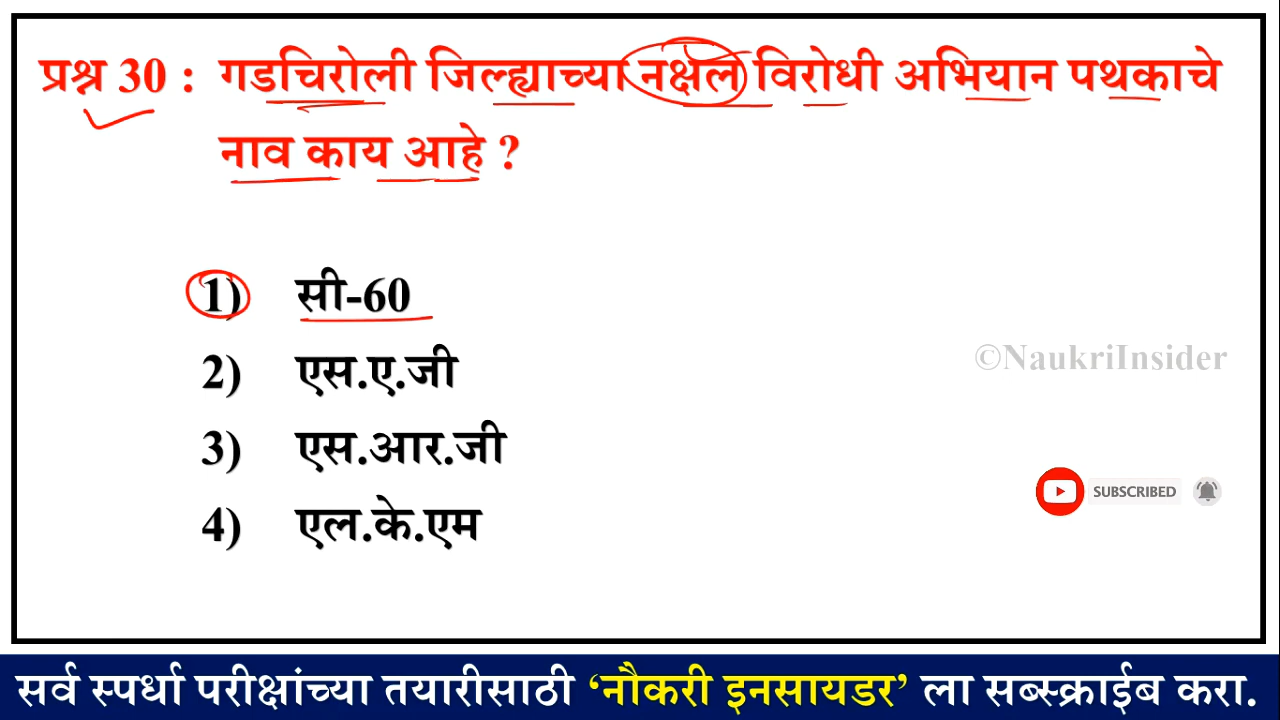 प्रश्न 30 : गडचिरोली जिल्ह्याच्या नक्षल विरोधी अभियान पथकाचे
नाव काय आहे ?
1) सी-60
2) एस.ए.जी
3) एस.आर.जी
4) एल.के.एम
©NaukriInsider
SUBSCRIBED
सर्व स्पर्धा परीक्षांच्या तयारीसाठी ‘नौकरी इनसायडर’ ला सब्स्क्राईब करा.